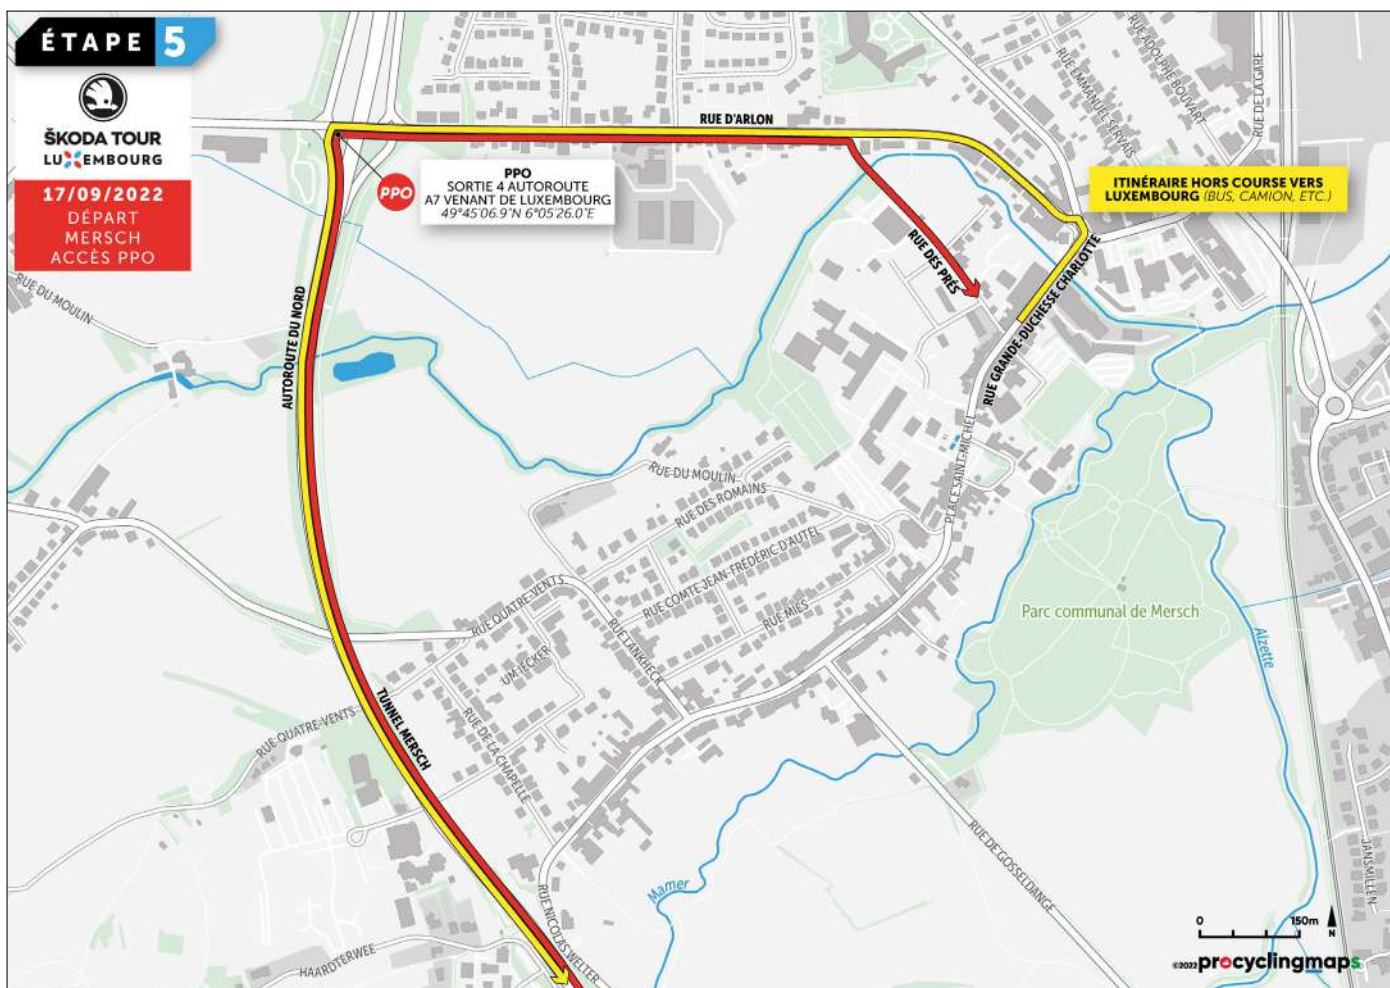 ÉTAPE 5
ŠKODA TOUR
LUXEMBOURG
17/09/2022
DÉPART
MERSCH
ACCÈS PPO
PPO
PPO
SORTIE 4 AUTOROUTE
A7 VENANT DE LUXEMBOURG
49°45'06.9"N 6°05'26.0"E
RUE D'ARLON
RUE ADOLPHE BOUVART
RUE EMMANUEL SERVAIS
RUE DE LA GARE
ITINÉRAIRE HORS COURSE VERS
LUXEMBOURG (BUS, CAMION, ETC.)
RUE DES PRÉS
RUE GRANDE-DUCHESSE CHARLOTTE
RUE DU MOULIN
AUTOROUTE DU NORD
PLACE SAINT-MICHEL
RUE DU MOULIN
RUE DES ROMAINS
RUE COMTE JEAN-FRÉDÉRIC D'AUTEL
RUE MIES
RUE QUATRE-VENTS
RUE LANKHECK
UM IECKER
Parc communal de Mersch
Alzette
RUE QUATRE-VENTS
TUNNEL MERSCH
RUE DE LA CHAPELLE
RUE DE GOSSELDANGE
JANSMILLEN
Mamer
RUE NICOLAS WELTER
HAARDTERWEE
0 150m
N
©2022 procyclingmaps